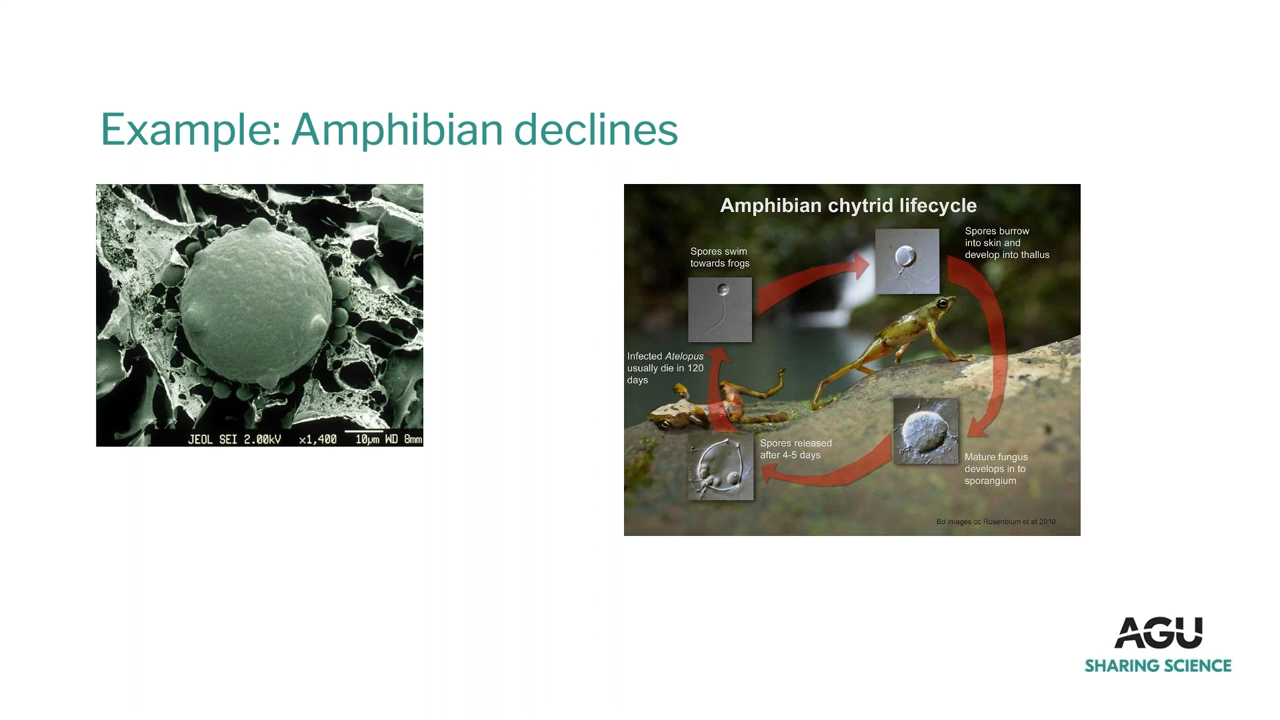 Example: Amphibian declines
JEOL SEI 2.00kV x1,400 10µm WD 8mm
Amphibian chytrid lifecycle
Spores swim
towards frogs
Spores burrow
into skin and
develop into thallus
Infected Atelopus
usually die in 120
days
Spores released
after 4-5 days
Mature fungus
develops in to
sporangium
Bd images cc Rosenblum et al 2010
AGU
SHARING SCIENCE